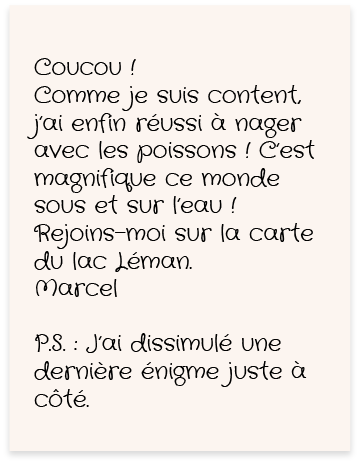 Coucou !
Comme je suis content,
j'ai enfin réussi à nager
avec les poissons ! C'est
magnifique ce monde
sous et sur l'eau !
Rejoins-moi sur la carte
du lac Léman.
Marcel

P.S. : J'ai dissimulé une
dernière énigme juste à
côté.